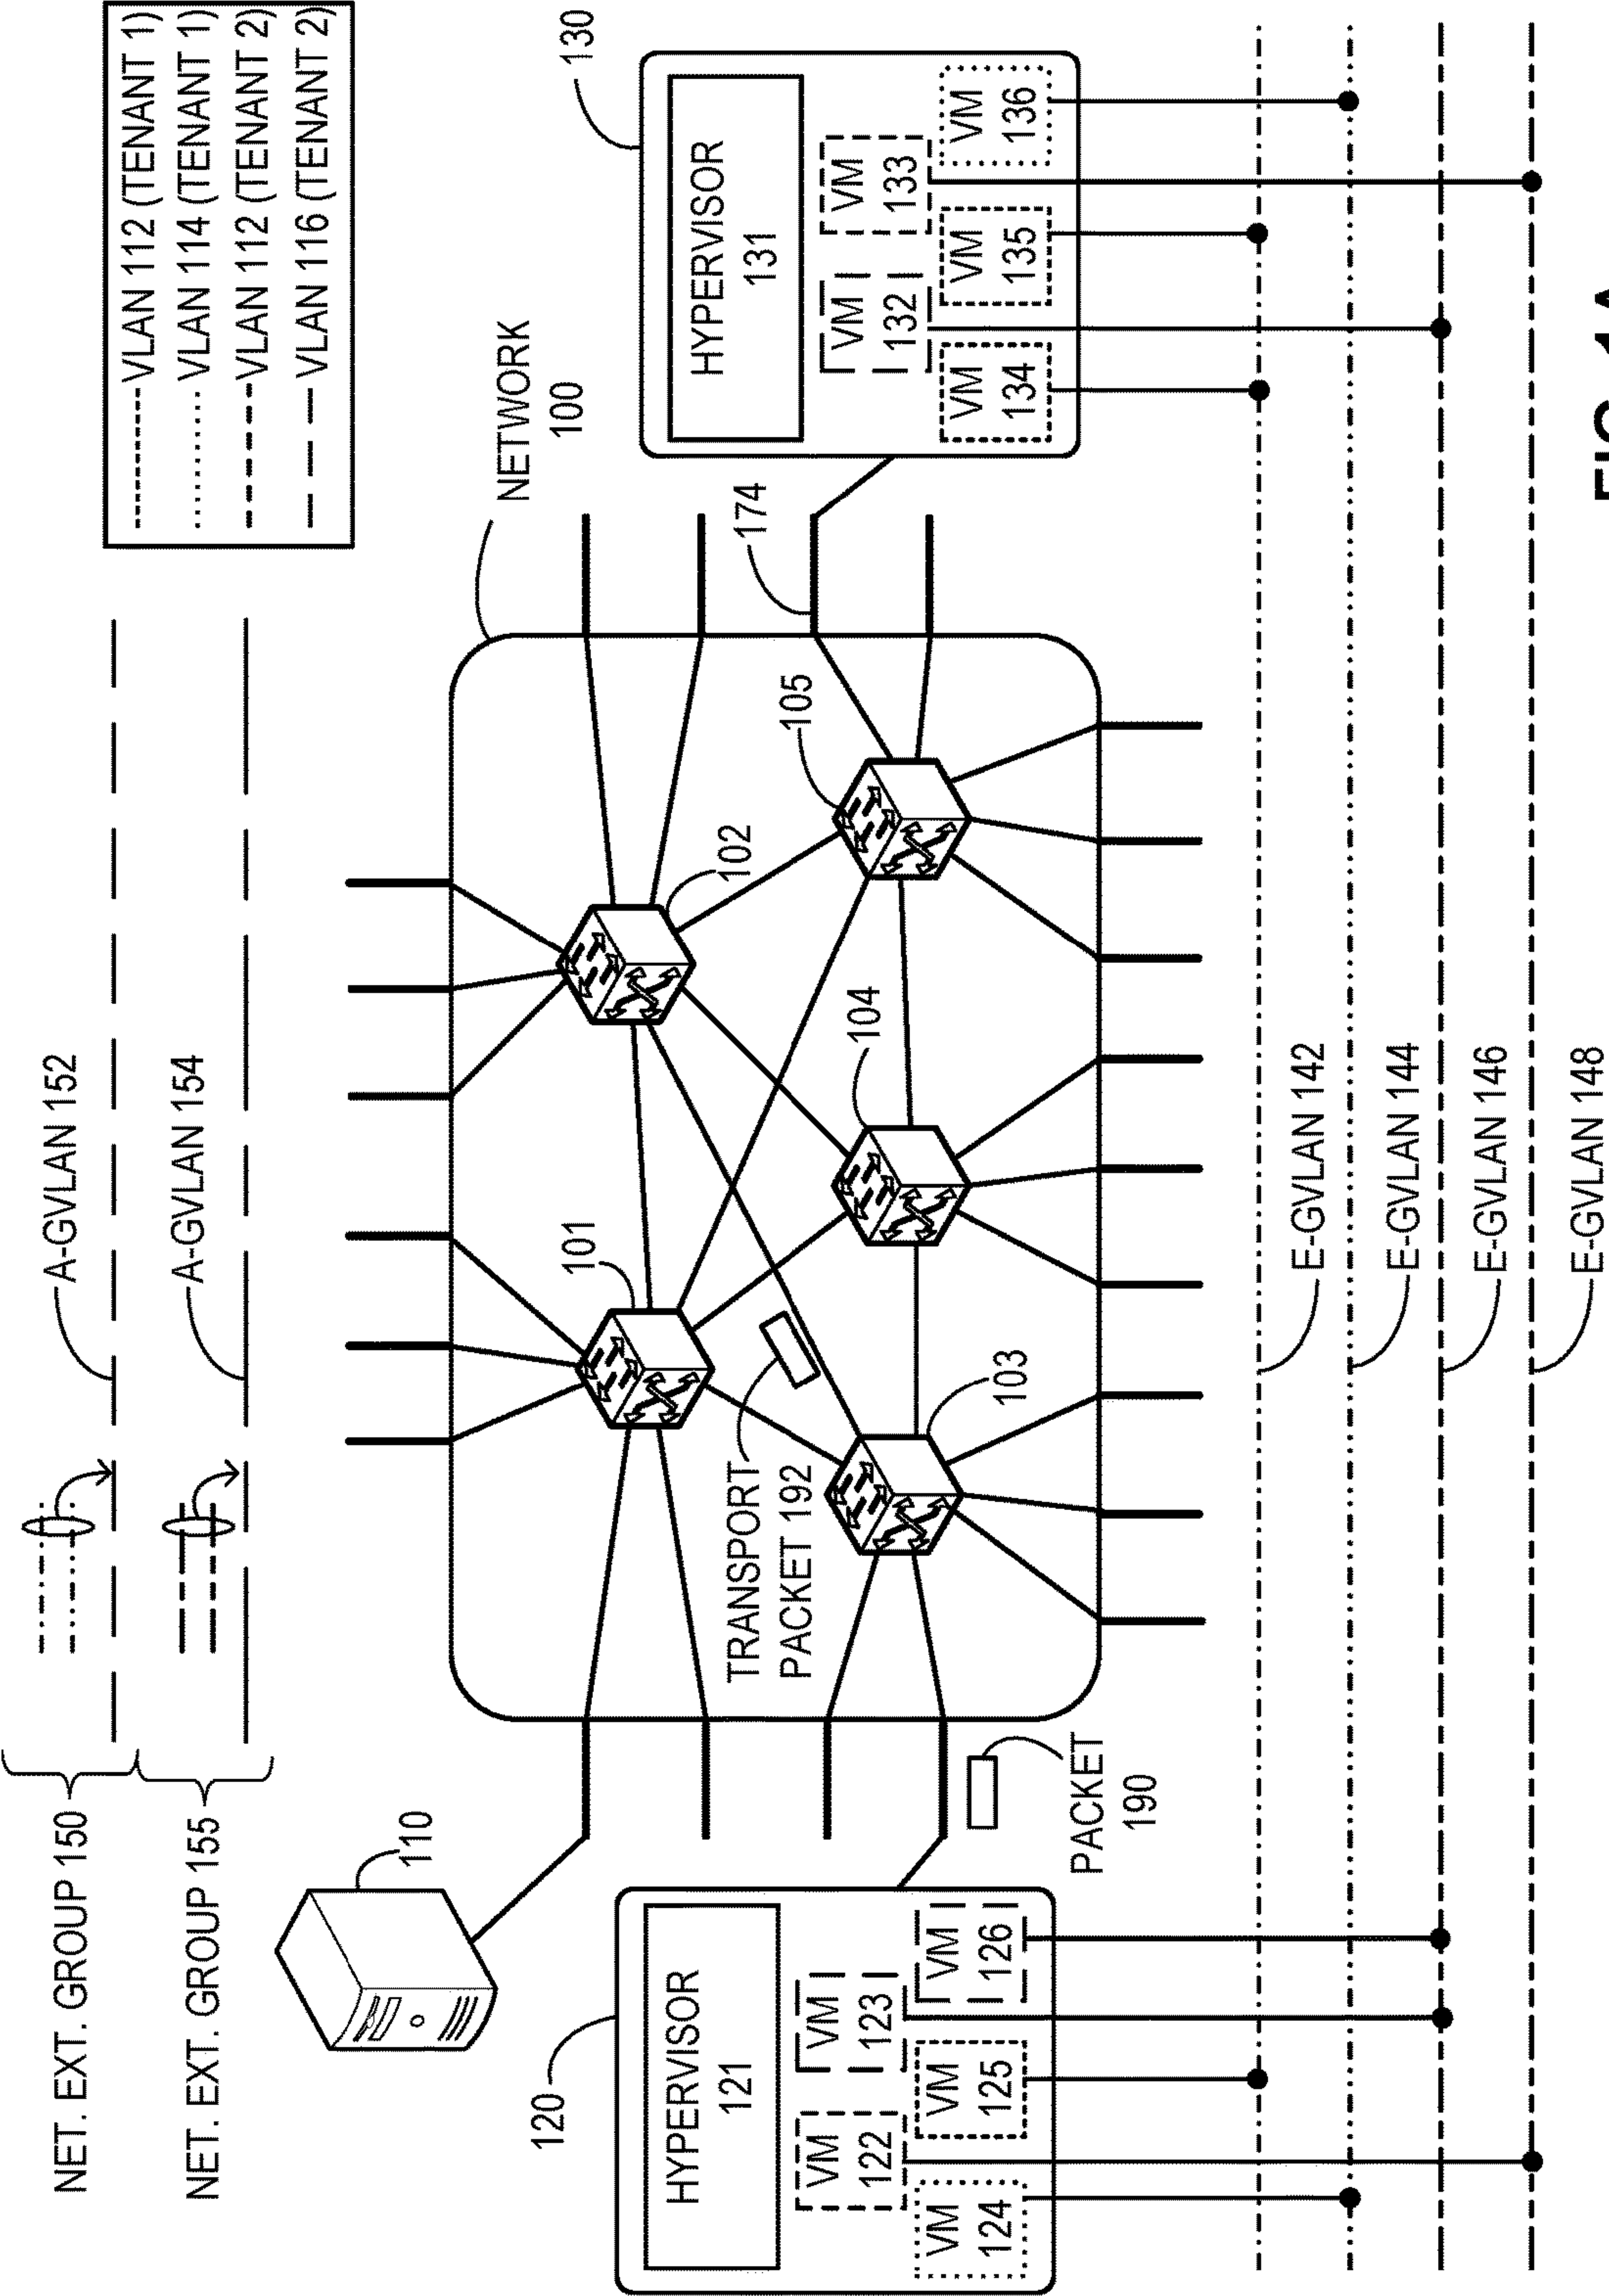 VLAN 112 (TENANT 1)
VLAN 114 (TENANT 1)
VLAN 112 (TENANT 2)
VLAN 116 (TENANT 2)
NET. EXT. GROUP 150
A-GVLAN 152
NET. EXT. GROUP 155
A-GVLAN 154
NETWORK
100
110
101
102
103
104
105
174
TRANSPORT
PACKET 192
PACKET
190
120
HYPERVISOR
121
VM
122
VM
123
VM
124
VM
125
VM
126
130
HYPERVISOR
131
VM
132
VM
133
VM
134
VM
135
VM
136
E-GVLAN 142
E-GVLAN 144
E-GVLAN 146
E-GVLAN 148